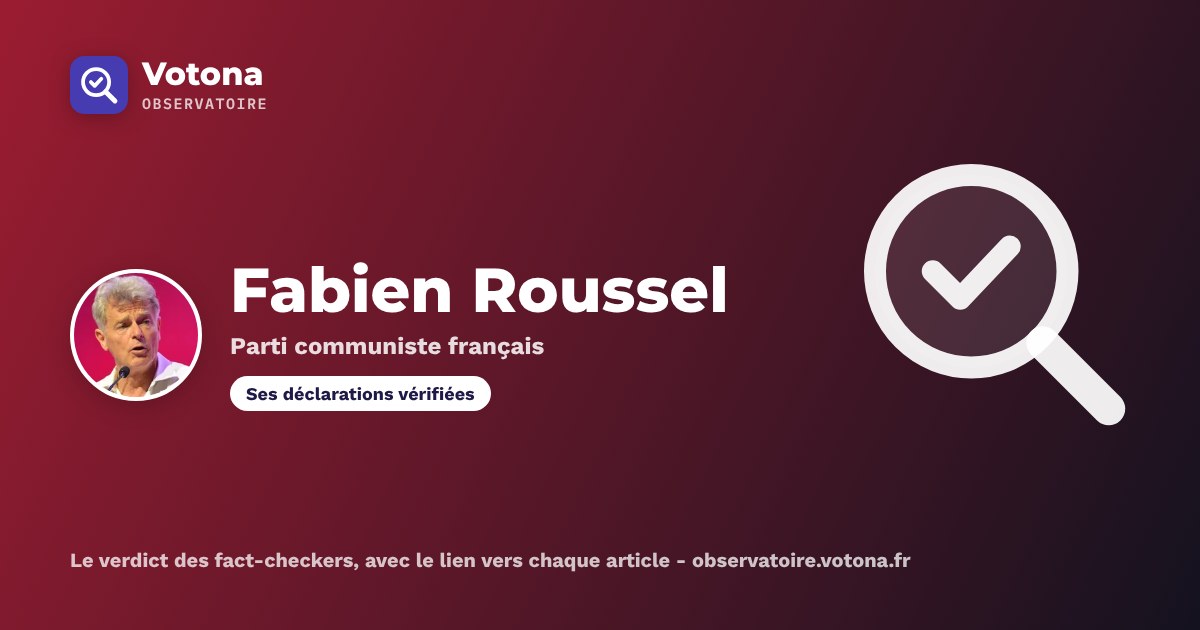 Votona
OBSERVATOIRE
Fabien Roussel
Parti communiste français
Ses déclarations vérifiées
Le verdict des fact-checkers, avec le lien vers chaque article - observatoire.votona.fr